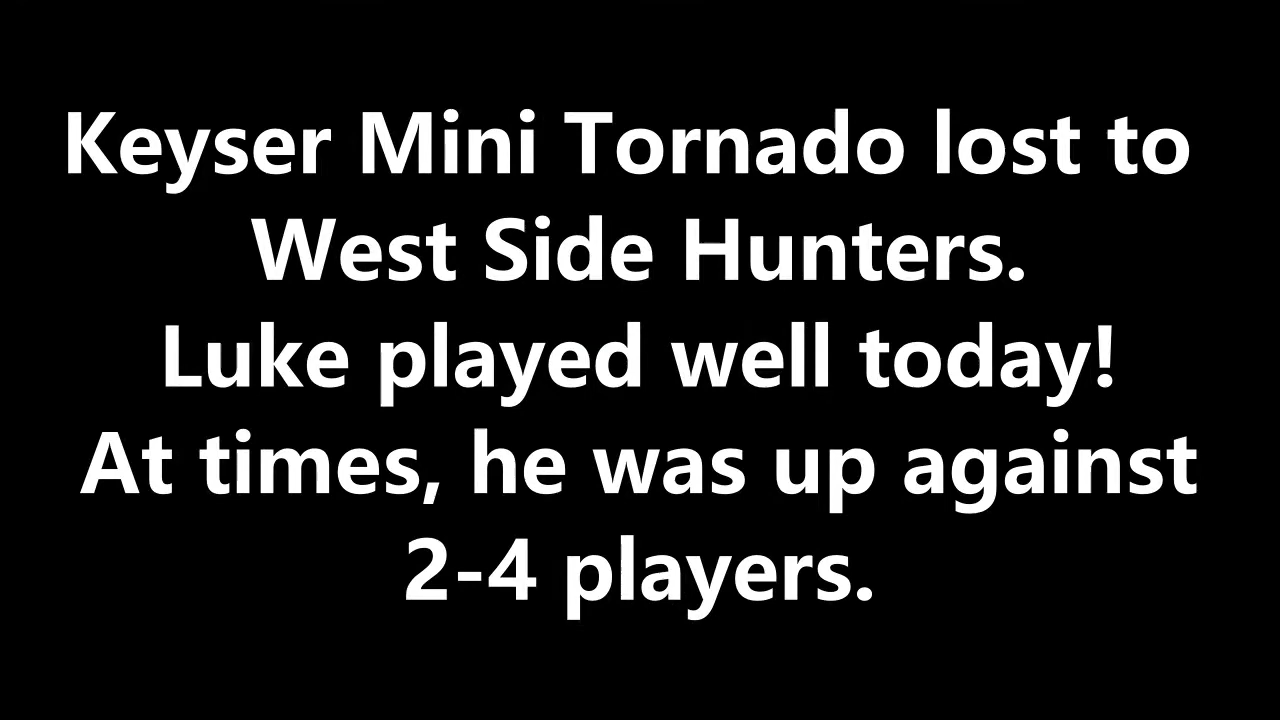 Keyser Mini Tornado lost to
West Side Hunters.
Luke played well today!
At times, he was up against
2-4 players.